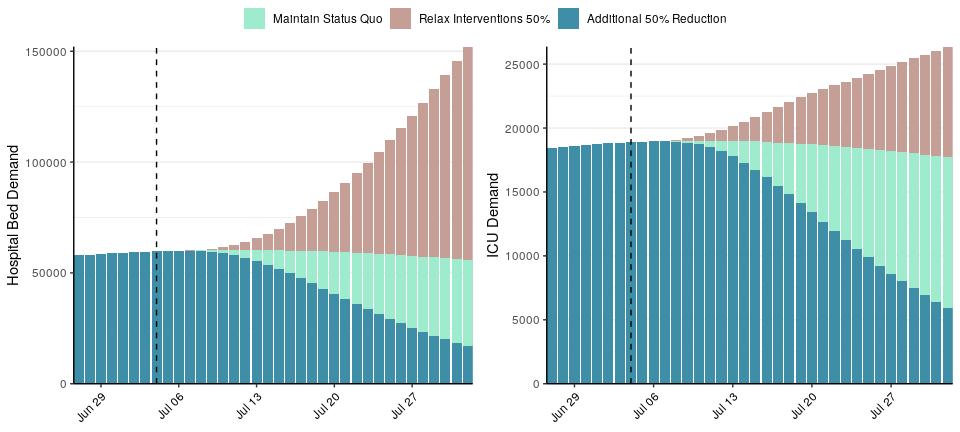 Maintain Status Quo Relax Interventions 50% Additional 50% Reduction
Hospital Bed Demand
150000
100000
50000
0
Jun 29 Jul 06 Jul 13 Jul 20 Jul 27
ICU Demand
25000
20000
15000
10000
5000
0
Jun 29 Jul 06 Jul 13 Jul 20 Jul 27